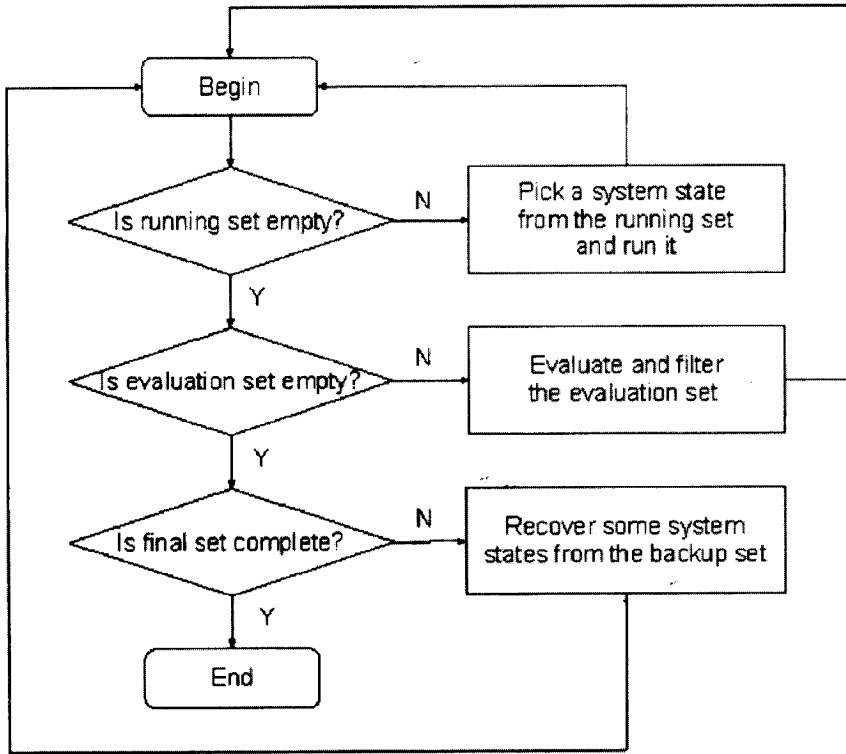 Begin
Is running set empty?
N
Pick a system state
from the running set
and run it
Y
Is evaluation set empty?
N
Evaluate and filter
the evaluation set
Y
Is final set complete?
N
Recover some system
states from the backup set
Y
End